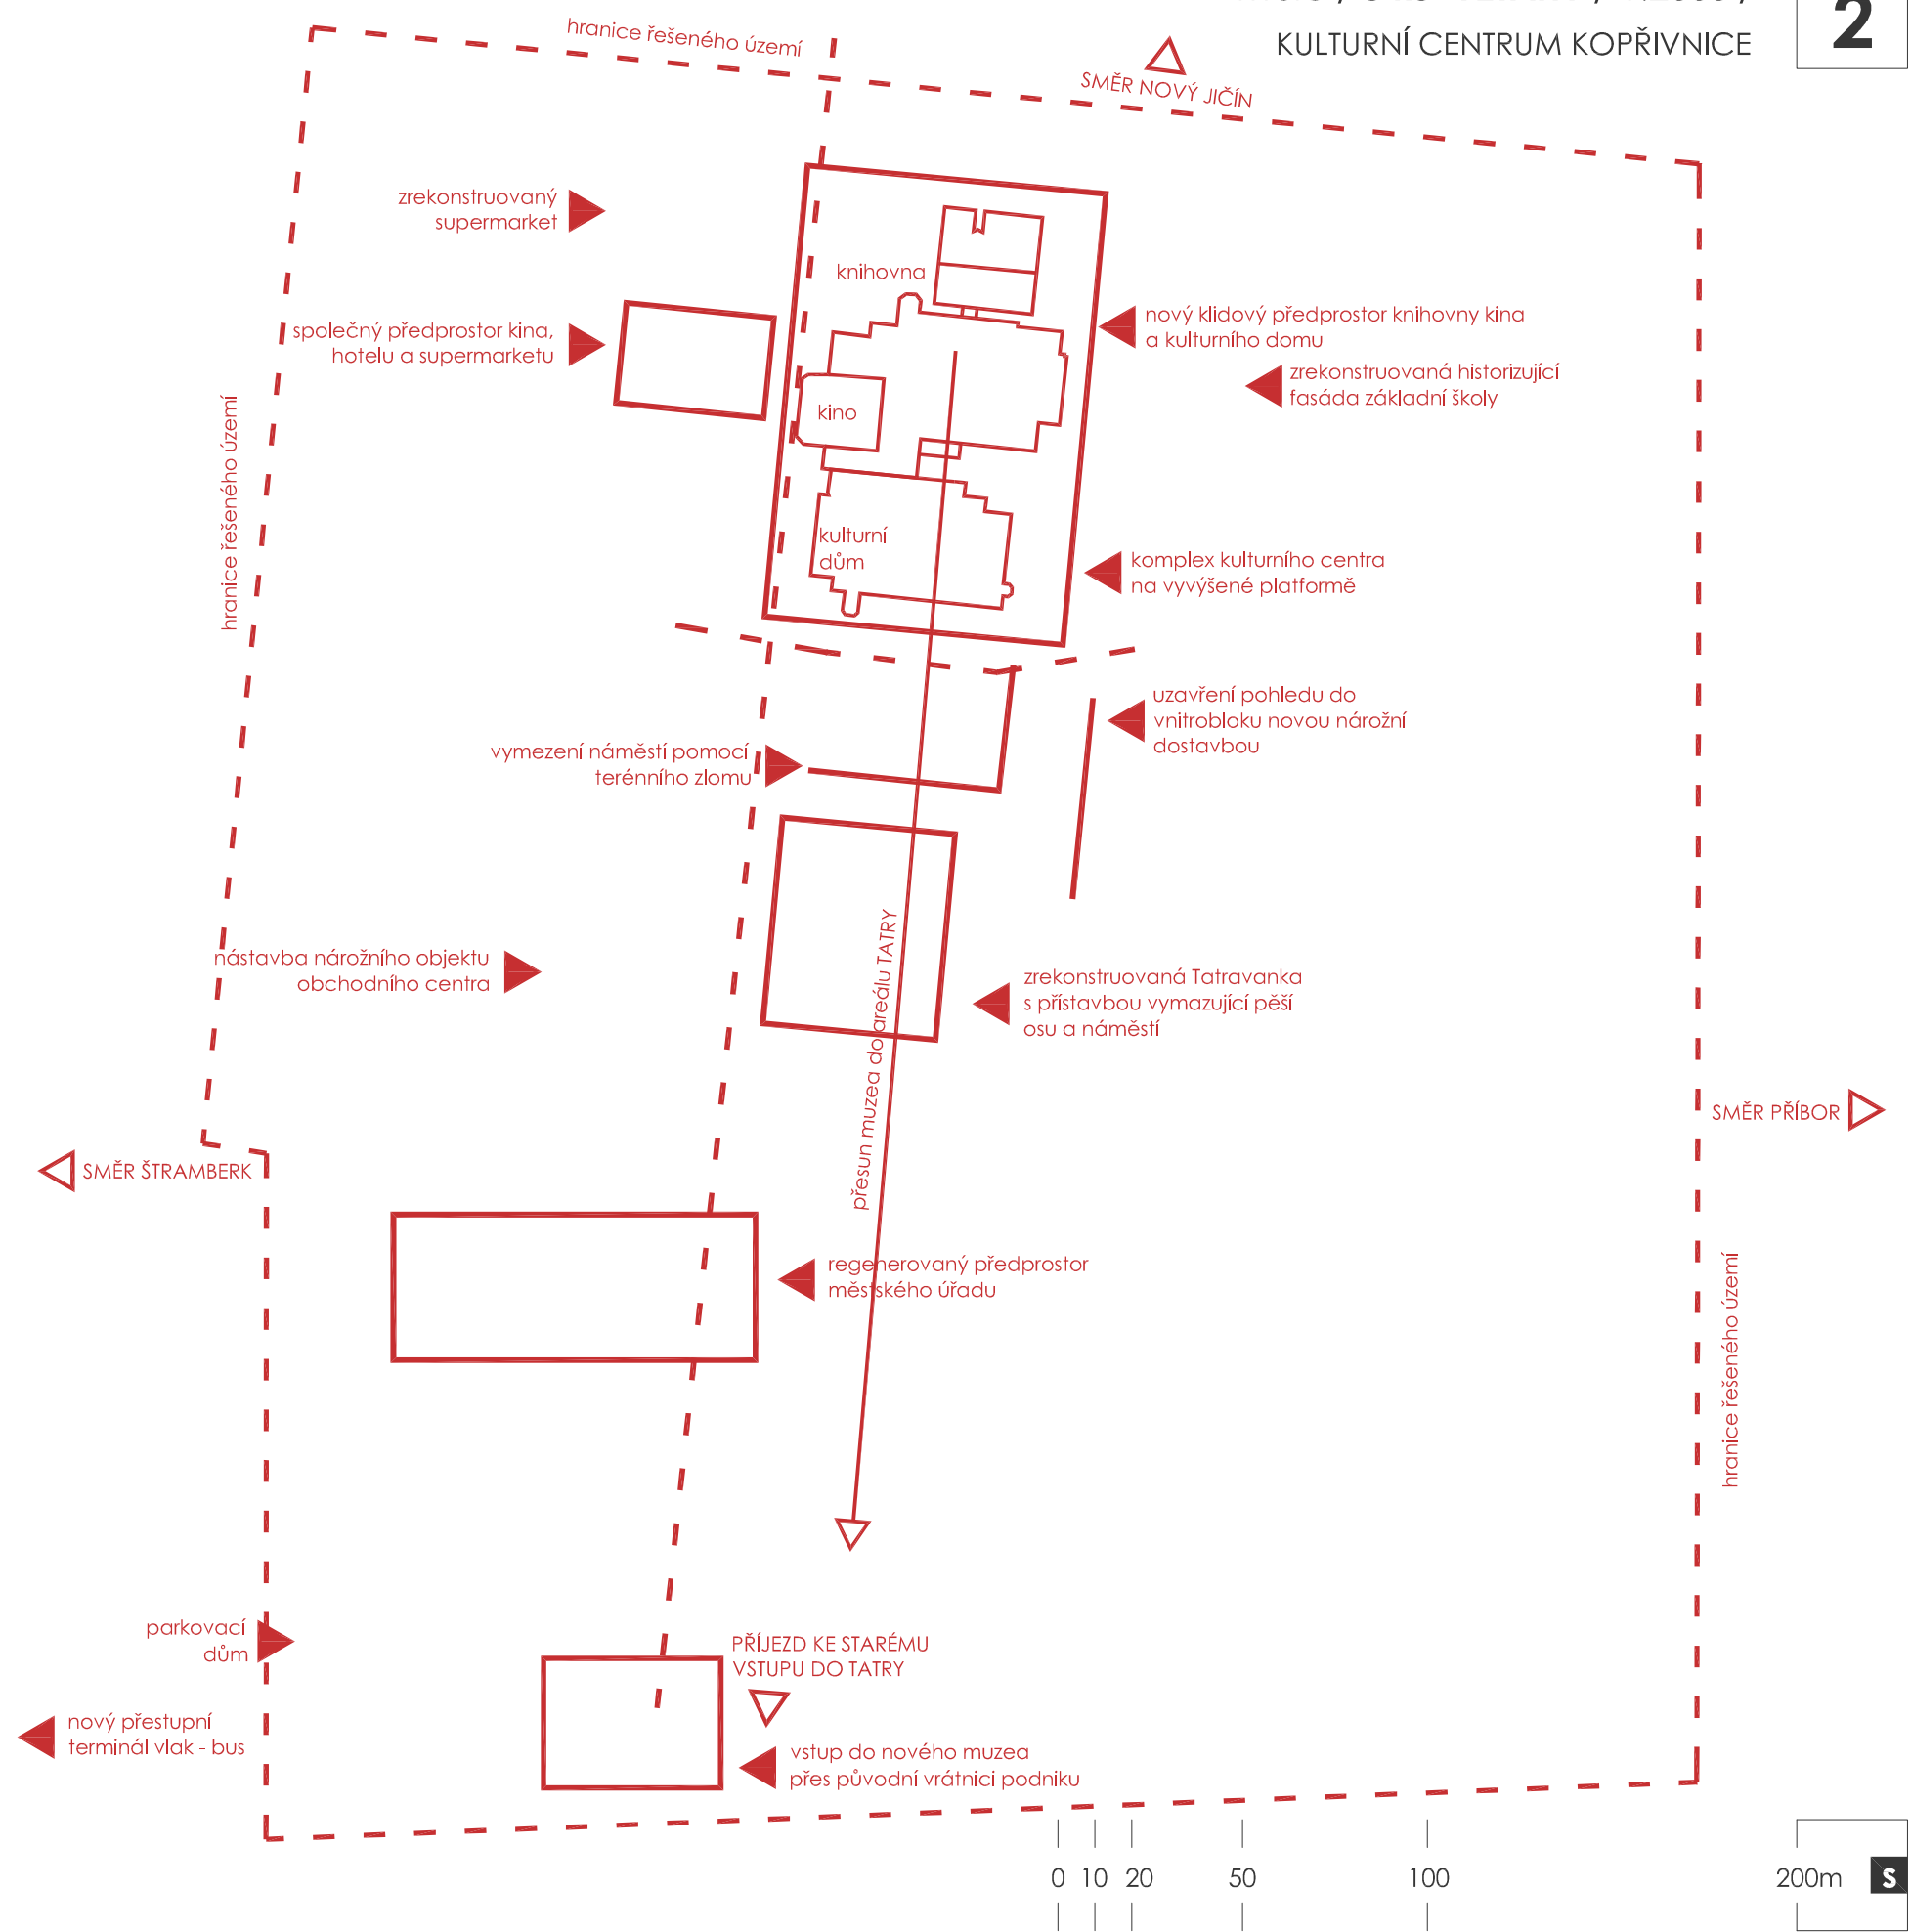 2
KULTURNÍ CENTRUM KOPŘIVNICE
hranice řešeného území
SMĚR NOVÝ JIČÍN
zrekonstruovaný
supermarket
knihovna
společný předprostor kina,
hotelu a supermarketu
nový klidový předprostor knihovny kina
a kulturního domu
zrekonstruovaná historizující
fasáda základní školy
kino
hranice řešeného území
kulturní
dům
komplex kulturního centra
na vyvýšené platformě
uzavření pohledu do
vnitrobloku novou nárožní
dostavbou
vymezení náměstí pomocí
terénního zlomu
nástavba nárožního objektu
obchodního centra
přesun muzea do areálu TATRY
zrekonstruovaná Tatravanka
s přístavbou vymazující pěší
osu a náměstí
SMĚR PŘÍBOR
SMĚR ŠTRAMBERK
regenerovaný předprostor
městského úřadu
hranice řešeného území
parkovací
dům
PŘÍJEZD KE STARÉMU
VSTUPU DO TATRY
nový přestupní
terminál vlak - bus
vstup do nového muzea
přes původní vrátnici podniku
0 10 20 50 100 200m S